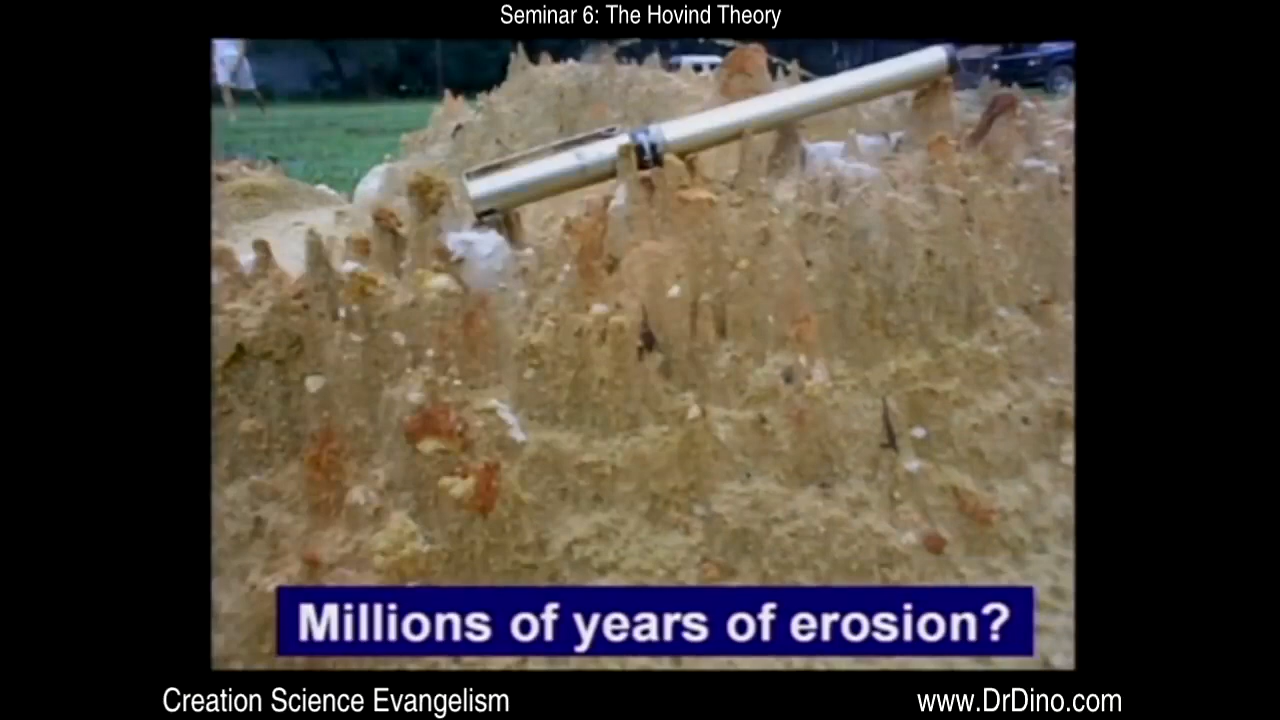 Seminar 6: The Hovind Theory
Millions of years of erosion?
Creation Science Evangelism
www.DrDino.com